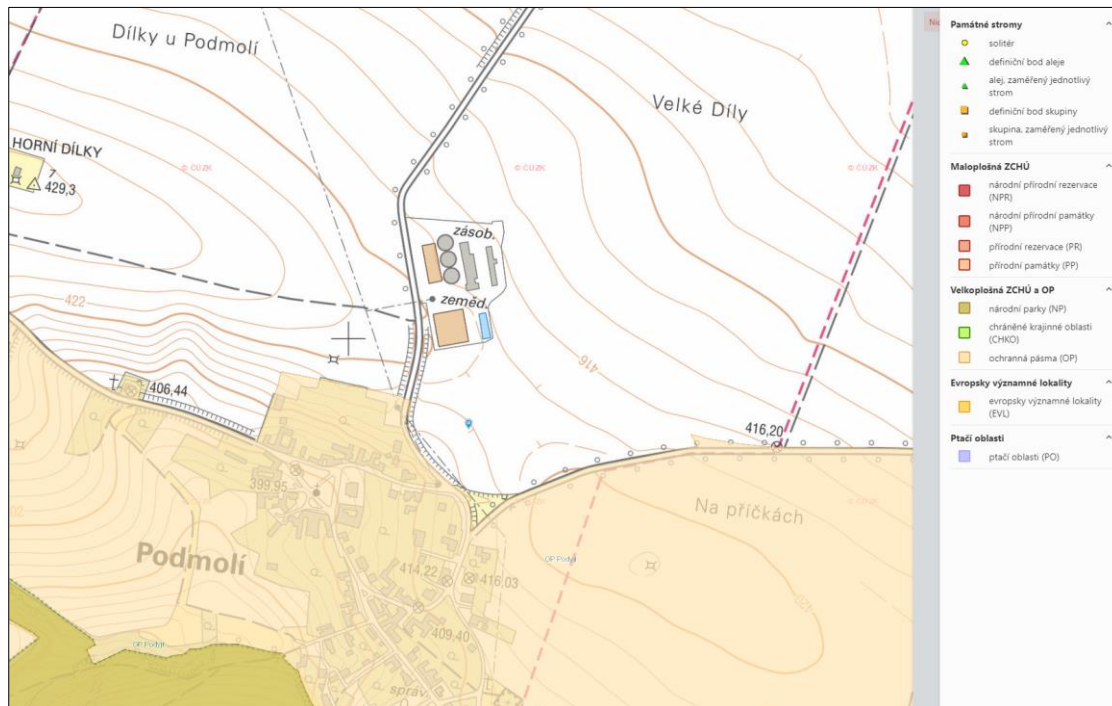 Dílky u Podmolí
Velké Díly
HORNÍ DÍLKY
7
429,3
© ČÚZK
© ČÚZK
© ČÚZK
zásob.
zeměd.
422
416
406,44
416,20
399,95
Na příčkách
© ČÚZK
Podmolí
414,22
416,03
OP Podyjí
420
409,40
OP Podyjí
správ.
Památné stromy
solitér
definiční bod aleje
alej, zaměřený jednotlivý
strom
definiční bod skupiny
skupina, zaměřený jednotlivý
strom
Maloplošná ZCHÚ
národní přírodní rezervace
(NPR)
národní přírodní památky
(NPP)
přírodní rezervace (PR)
přírodní památky (PP)
Velkoplošná ZCHÚ a OP
národní parky (NP)
chráněné krajinné oblasti
(CHKO)
ochranná pásma (OP)
Evropsky významné lokality
evropsky významné lokality
(EVL)
Ptačí oblasti
ptačí oblasti (PO)